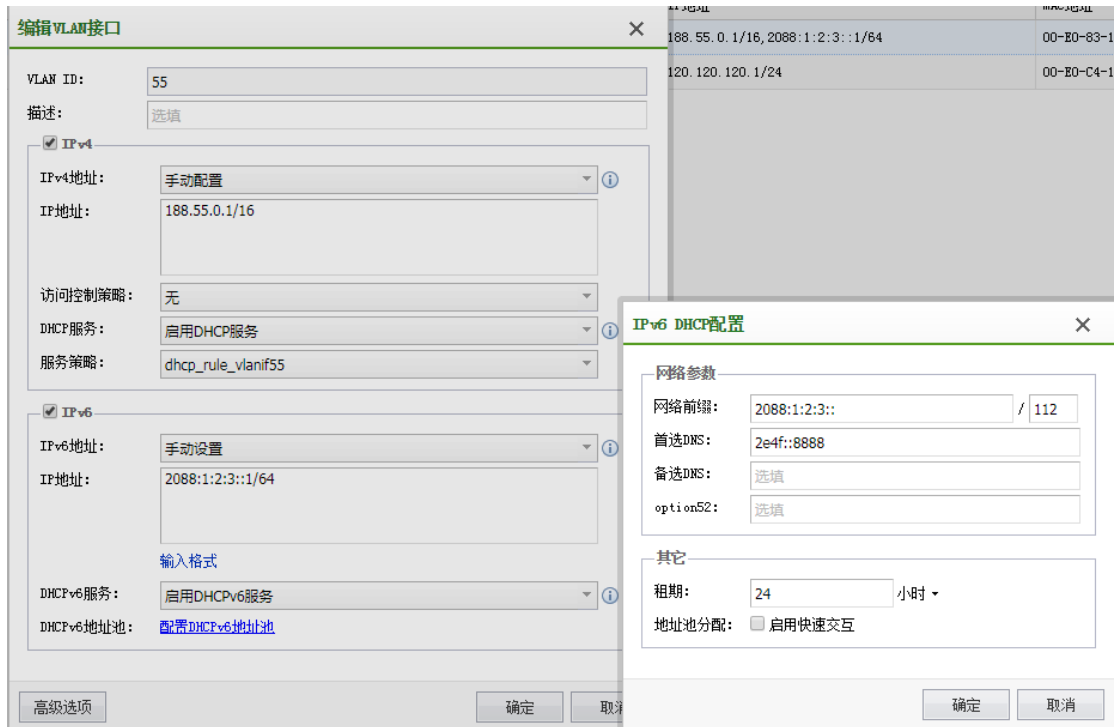 编辑VLAN接口
VLAN ID: 55
描述: 选填
IPv4
IPv4地址: 手动配置
IP地址: 188.55.0.1/16
访问控制策略: 无
DHCP服务: 启用DHCP服务
服务策略: dhcp_rule_vlanif55
IPv6
IPv6地址: 手动设置
IP地址: 2088:1:2:3::1/64
输入格式
DHCPv6服务: 启用DHCPv6服务
DHCPv6地址池: 配置DHCPv6地址池
高级选项 确定
188.55.0.1/16,2088:1:2:3::1/64 00-E0-83-1
120.120.120.1/24 00-E0-C4-1
IPv6 DHCP配置
网络参数
网络前缀: 2088:1:2:3:: / 112
首选DNS: 2e4f::8888
备选DNS: 选填
option52: 选填
其它
租期: 24 小时
地址池分配: 启用快速交互
确定 取消